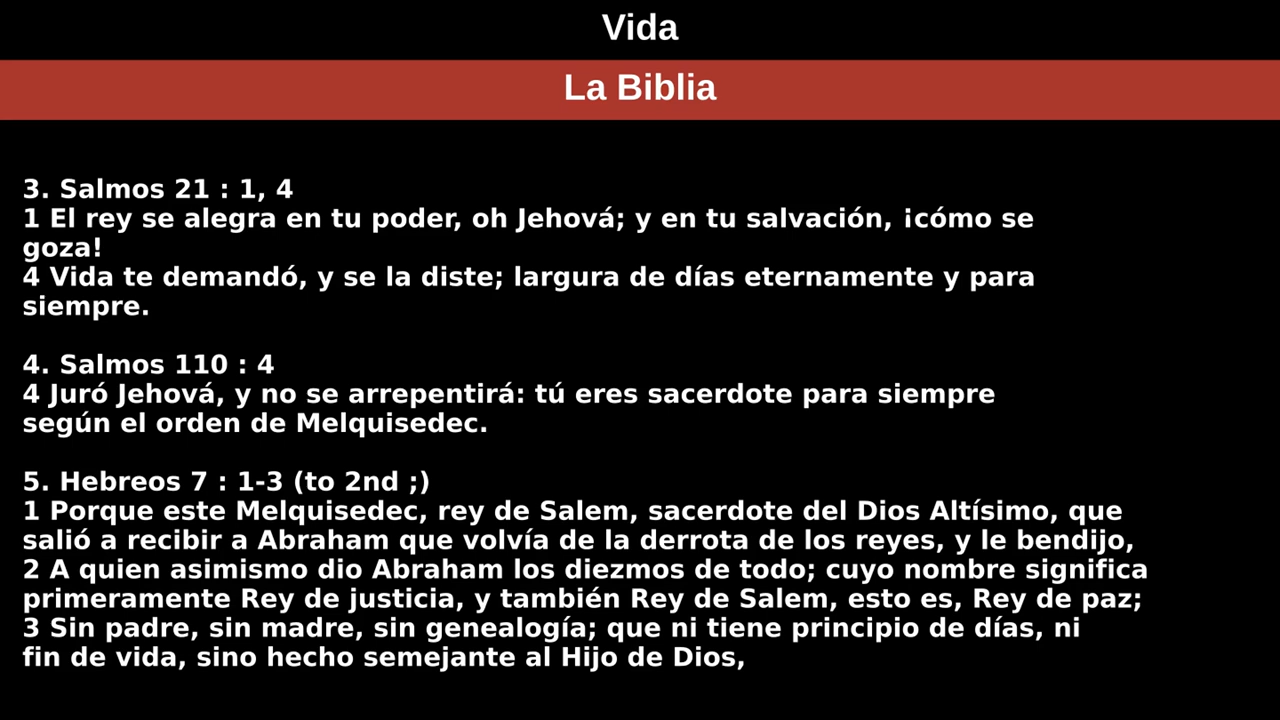 Vida
La Biblia
3. Salmos 21 : 1, 4
1 El rey se alegra en tu poder, oh Jehová; y en tu salvación, ¡cómo se
goza!
4 Vida te demandó, y se la diste; largura de días eternamente y para
siempre.
4. Salmos 110 : 4
4 Juró Jehová, y no se arrepentirá: tú eres sacerdote para siempre
según el orden de Melquisedec.
5. Hebreos 7 : 1-3 (to 2nd ;)
1 Porque este Melquisedec, rey de Salem, sacerdote del Dios Altísimo, que
salió a recibir a Abraham que volvía de la derrota de los reyes, y le bendijo,
2 A quien asimismo dio Abraham los diezmos de todo; cuyo nombre significa
primeramente Rey de justicia, y también Rey de Salem, esto es, Rey de paz;
3 Sin padre, sin madre, sin genealogía; que ni tiene principio de días, ni
fin de vida, sino hecho semejante al Hijo de Dios,